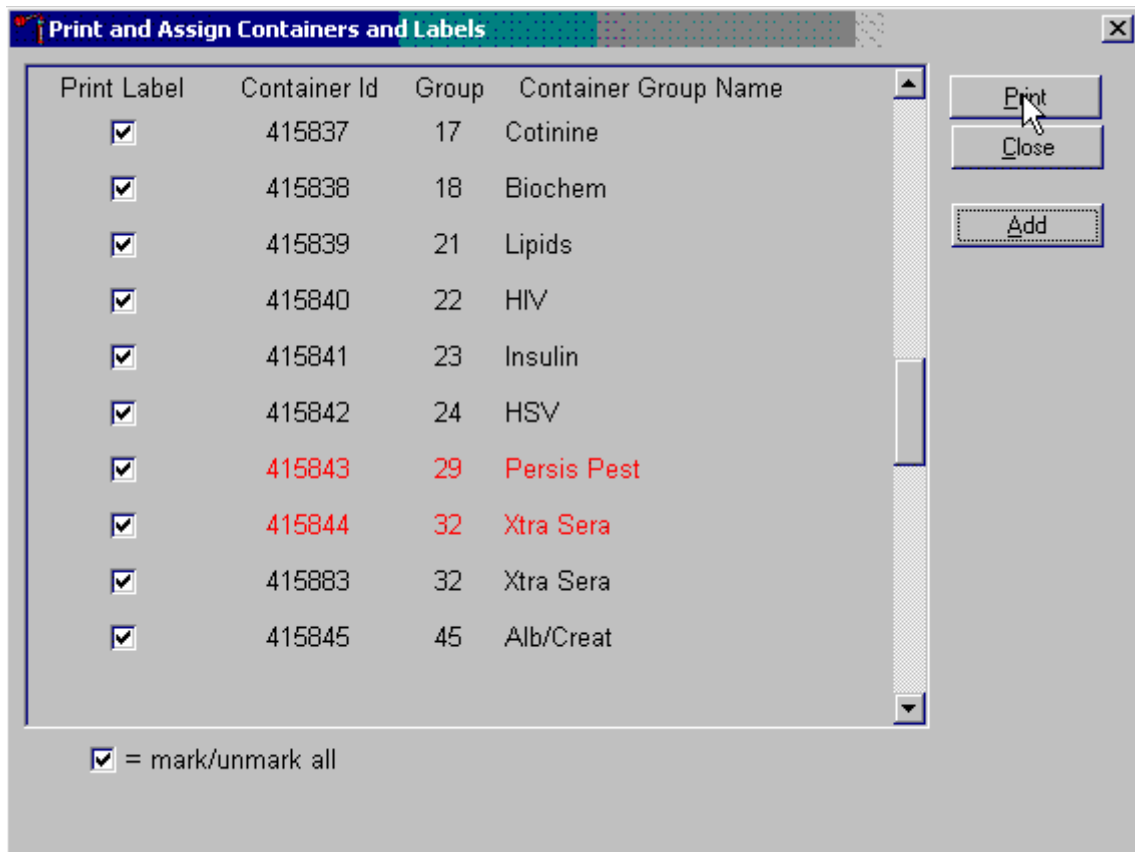 Print and Assign Containers and Labels
Print Label Container Id Group Container Group Name
415837 17 Cotinine
415838 18 Biochem
415839 21 Lipids
415840 22 HIV
415841 23 Insulin
415842 24 HSV
415843 29 Persis Pest
415844 32 Xtra Sera
415883 32 Xtra Sera
415845 45 Alb/Creat
= mark/unmark all
Print
Close
Add